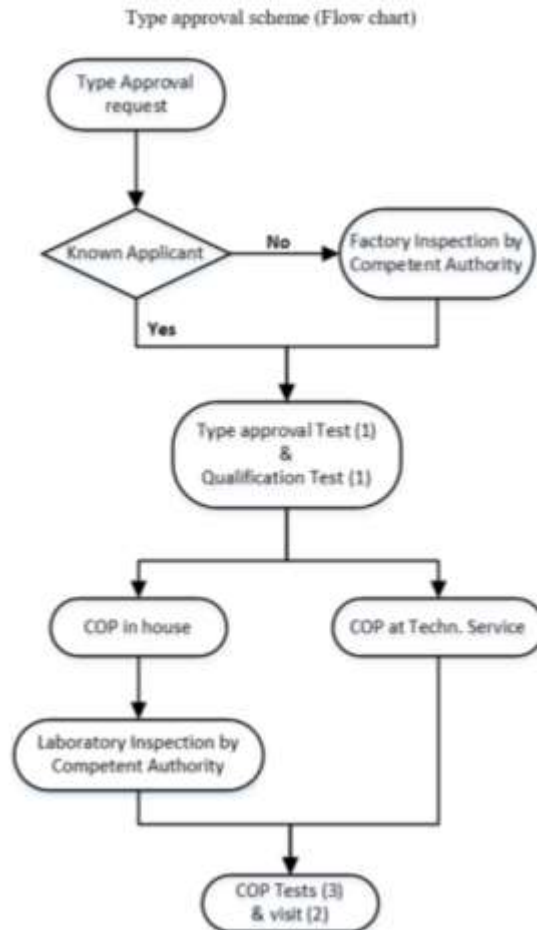 Type approval scheme (Flow chart)
Type Approval
request
Known Applicant
No
Factory Inspection by
Competent Authority
Yes
Type approval Test (1)
&
Qualification Test (1)
COP in house
COP at Techn. Service
Laboratory Inspection by
Competent Authority
COP Tests (3)
& visit (2)